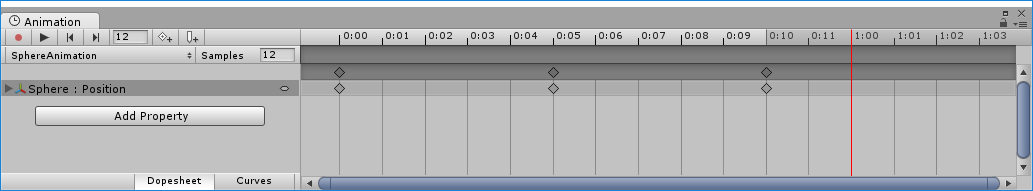 Animation
12 0:00 0:01 0:02 0:03 0:04 0:05 0:06 0:07 0:08 0:09 0:10 0:11 1:00 1:01 1:02 1:03
SphereAnimation Samples 12
Sphere : Position
Add Property
Dopesheet Curves